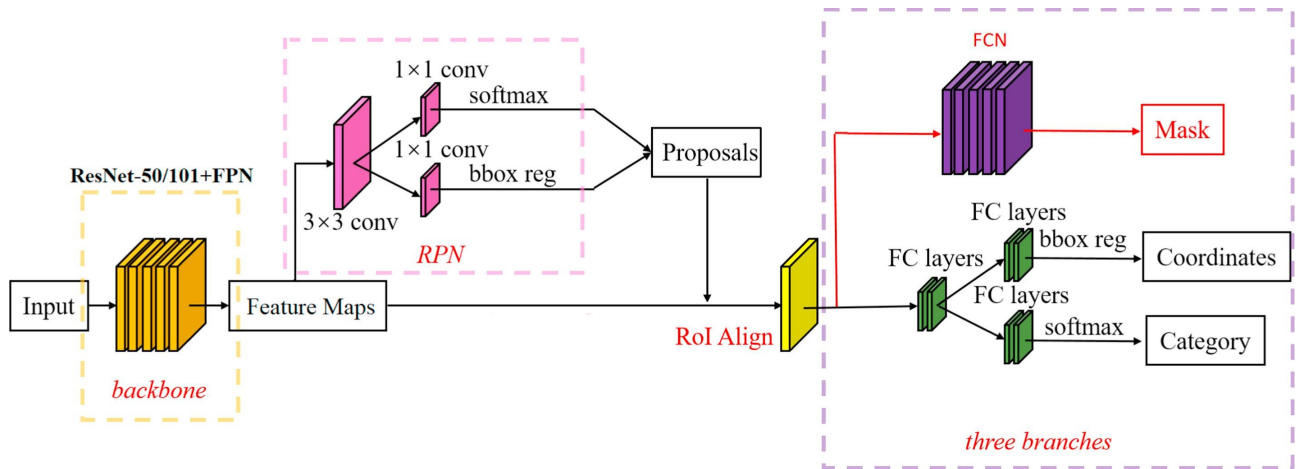 ResNet-50/101+FPN
Input
backbone
Feature Maps
3×3 conv
1×1 conv
softmax
1×1 conv
bbox reg
RPN
Proposals
RoI Align
FCN
Mask
FC layers
FC layers
bbox reg
Coordinates
FC layers
softmax
Category
three branches